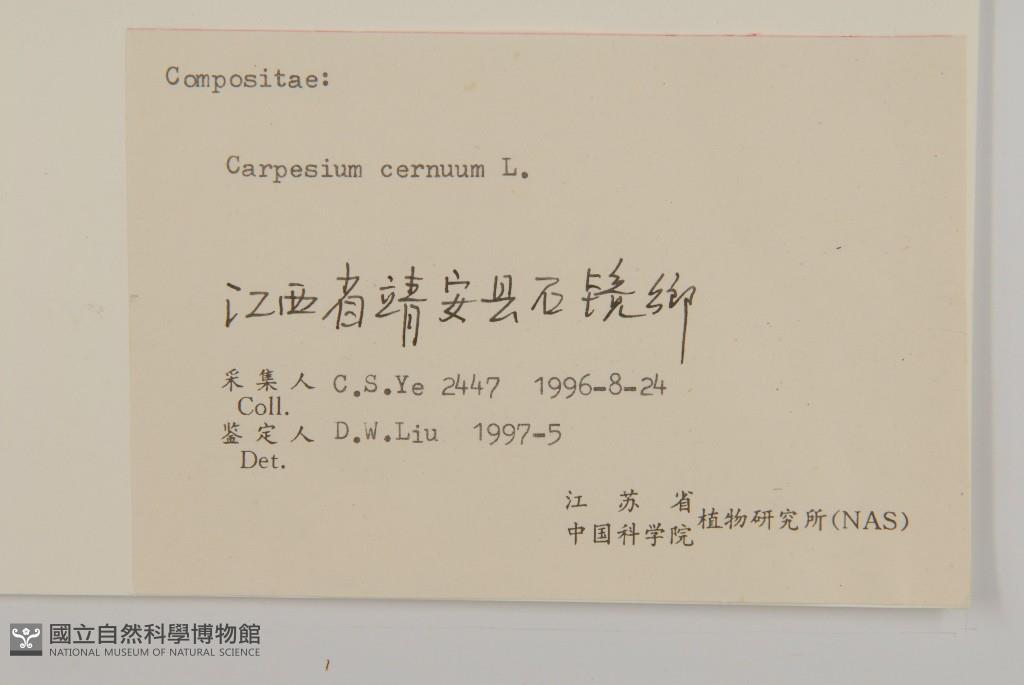 Compositae:
Carpesium cernuum L.
江西省靖安县石镜鄉
采集人 C.S.Ye 2447 1996-8-24
Coll.
鉴定人 D.W.Liu 1997-5
Det.
江苏省
中国科学院 植物研究所(NAS)
國立自然科學博物館
NATIONAL MUSEUM OF NATURAL SCIENCE